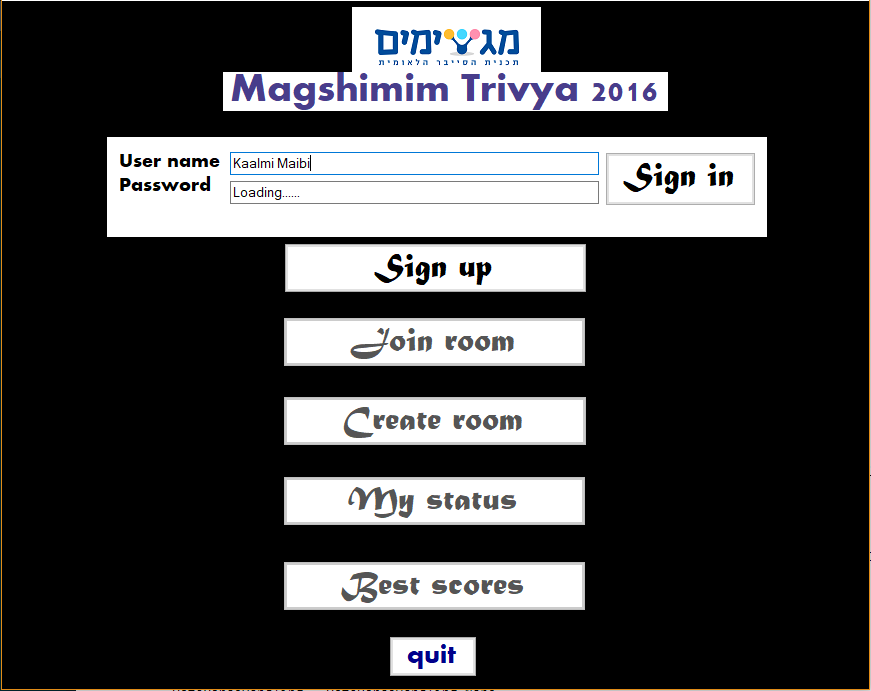 מגשימים
תכנית הסייבר הלאומית
Magshimim Trivya 2016
User name
Kaalmi Maibi
Sign in
Password
Loading......
Sign up
Join room
Create room
My status
Best scores
quit